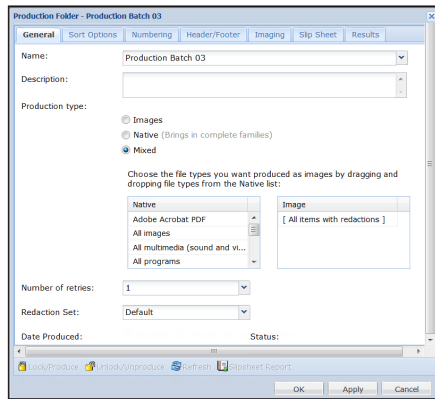 Production Folder - Production Batch 03
General Sort Options Numbering Header/Footer Imaging Slip Sheet Results
Name: Production Batch 03
Description:
Production type:
Images
Native (Brings in complete families)
Mixed
Choose the file types you want produced as images by dragging and
dropping file types from the Native list:
Native Image
Adobe Acrobat PDF [ All items with redactions ]
All images
All multimedia (sound and vi...
All programs
Number of retries: 1
Redaction Set: Default
Date Produced: Status:
Lock/Produce Unlock/Unproduce Refresh Slipsheet Report
OK Apply Cancel